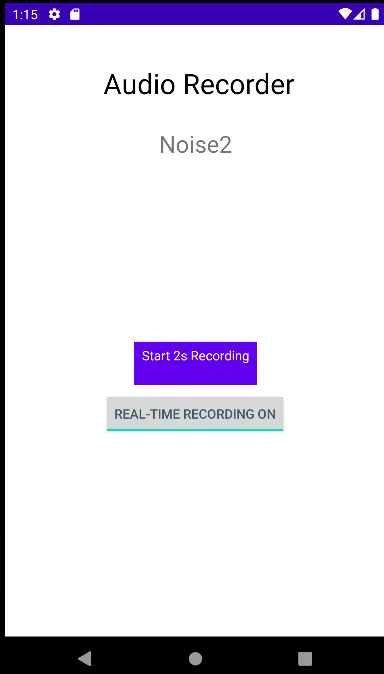 1:15
Audio Recorder
Noise2
Start 2s Recording
REAL-TIME RECORDING ON